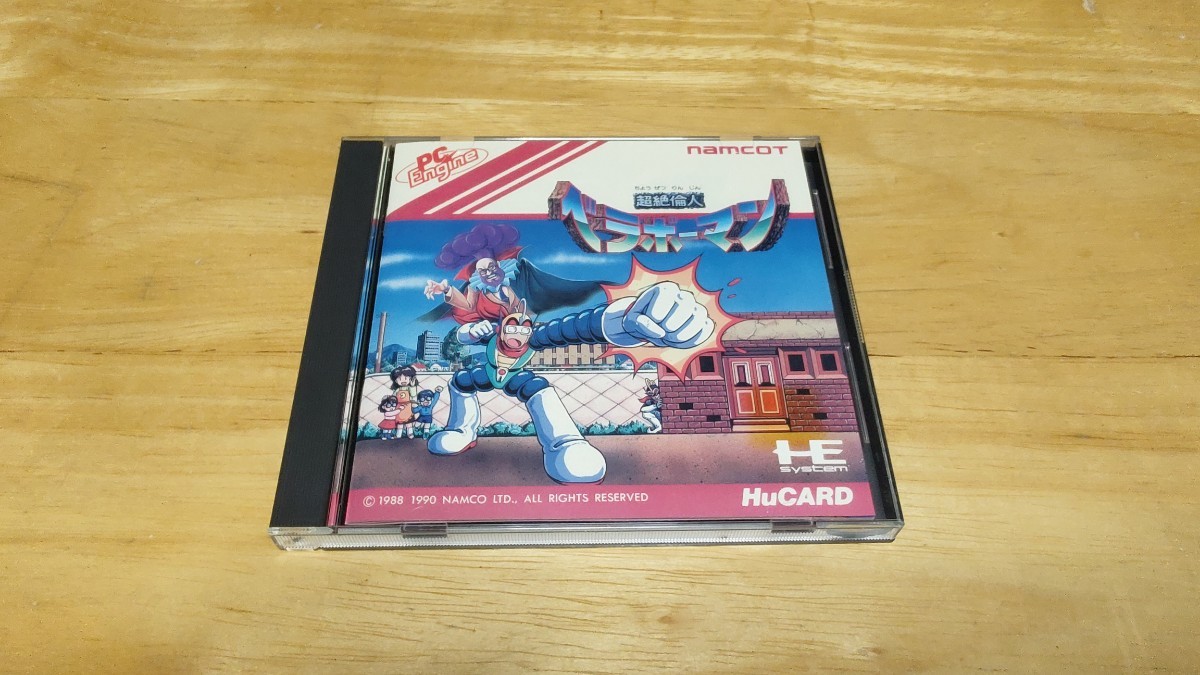 PC Engine
namcoT
ちょうぜつりんじん
超絶倫人
ベラボーマン
HE
SYSTEM
© 1988 1990 NAMCO LTD., ALL RIGHTS RESERVED
HuCARD